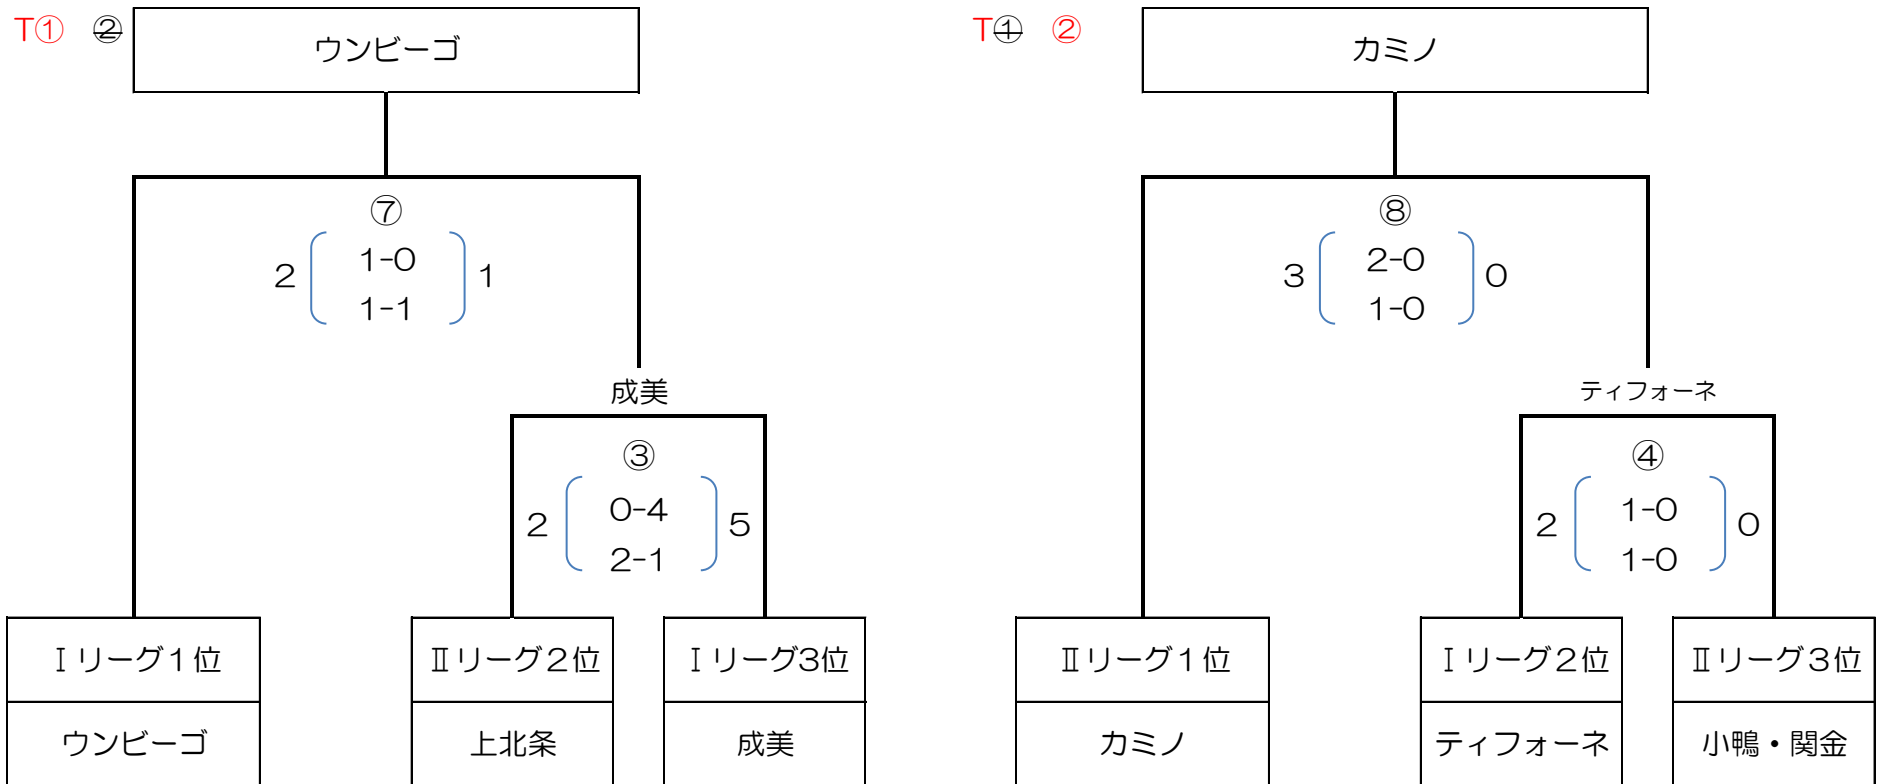 T① ②
ウンビーゴ
⑦
1-0
2 1
1-1
成美
③
0-4
2 5
2-1
Ⅰリーグ１位 Ⅱリーグ２位 Ⅰリーグ3位
ウンビーゴ 上北条 成美
T① ②
カミノ
⑧
2-0
3 0
1-0
ティフォーネ
④
1-0
2 0
1-0
Ⅱリーグ１位 Ⅰリーグ２位 Ⅱリーグ３位
カミノ ティフォーネ 小鴨・関金